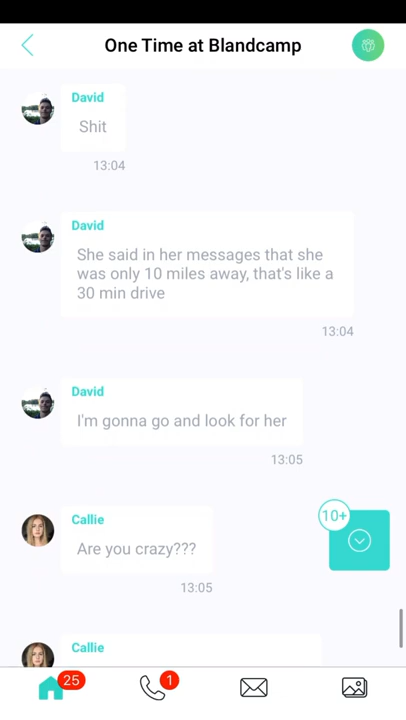 One Time at Blandcamp
David
Shit
13:04
David
She said in her messages that she
was only 10 miles away, that's like a
30 min drive
13:04
David
I'm gonna go and look for her
13:05
Callie
Are you crazy???
10+
13:05
Callie
25
1